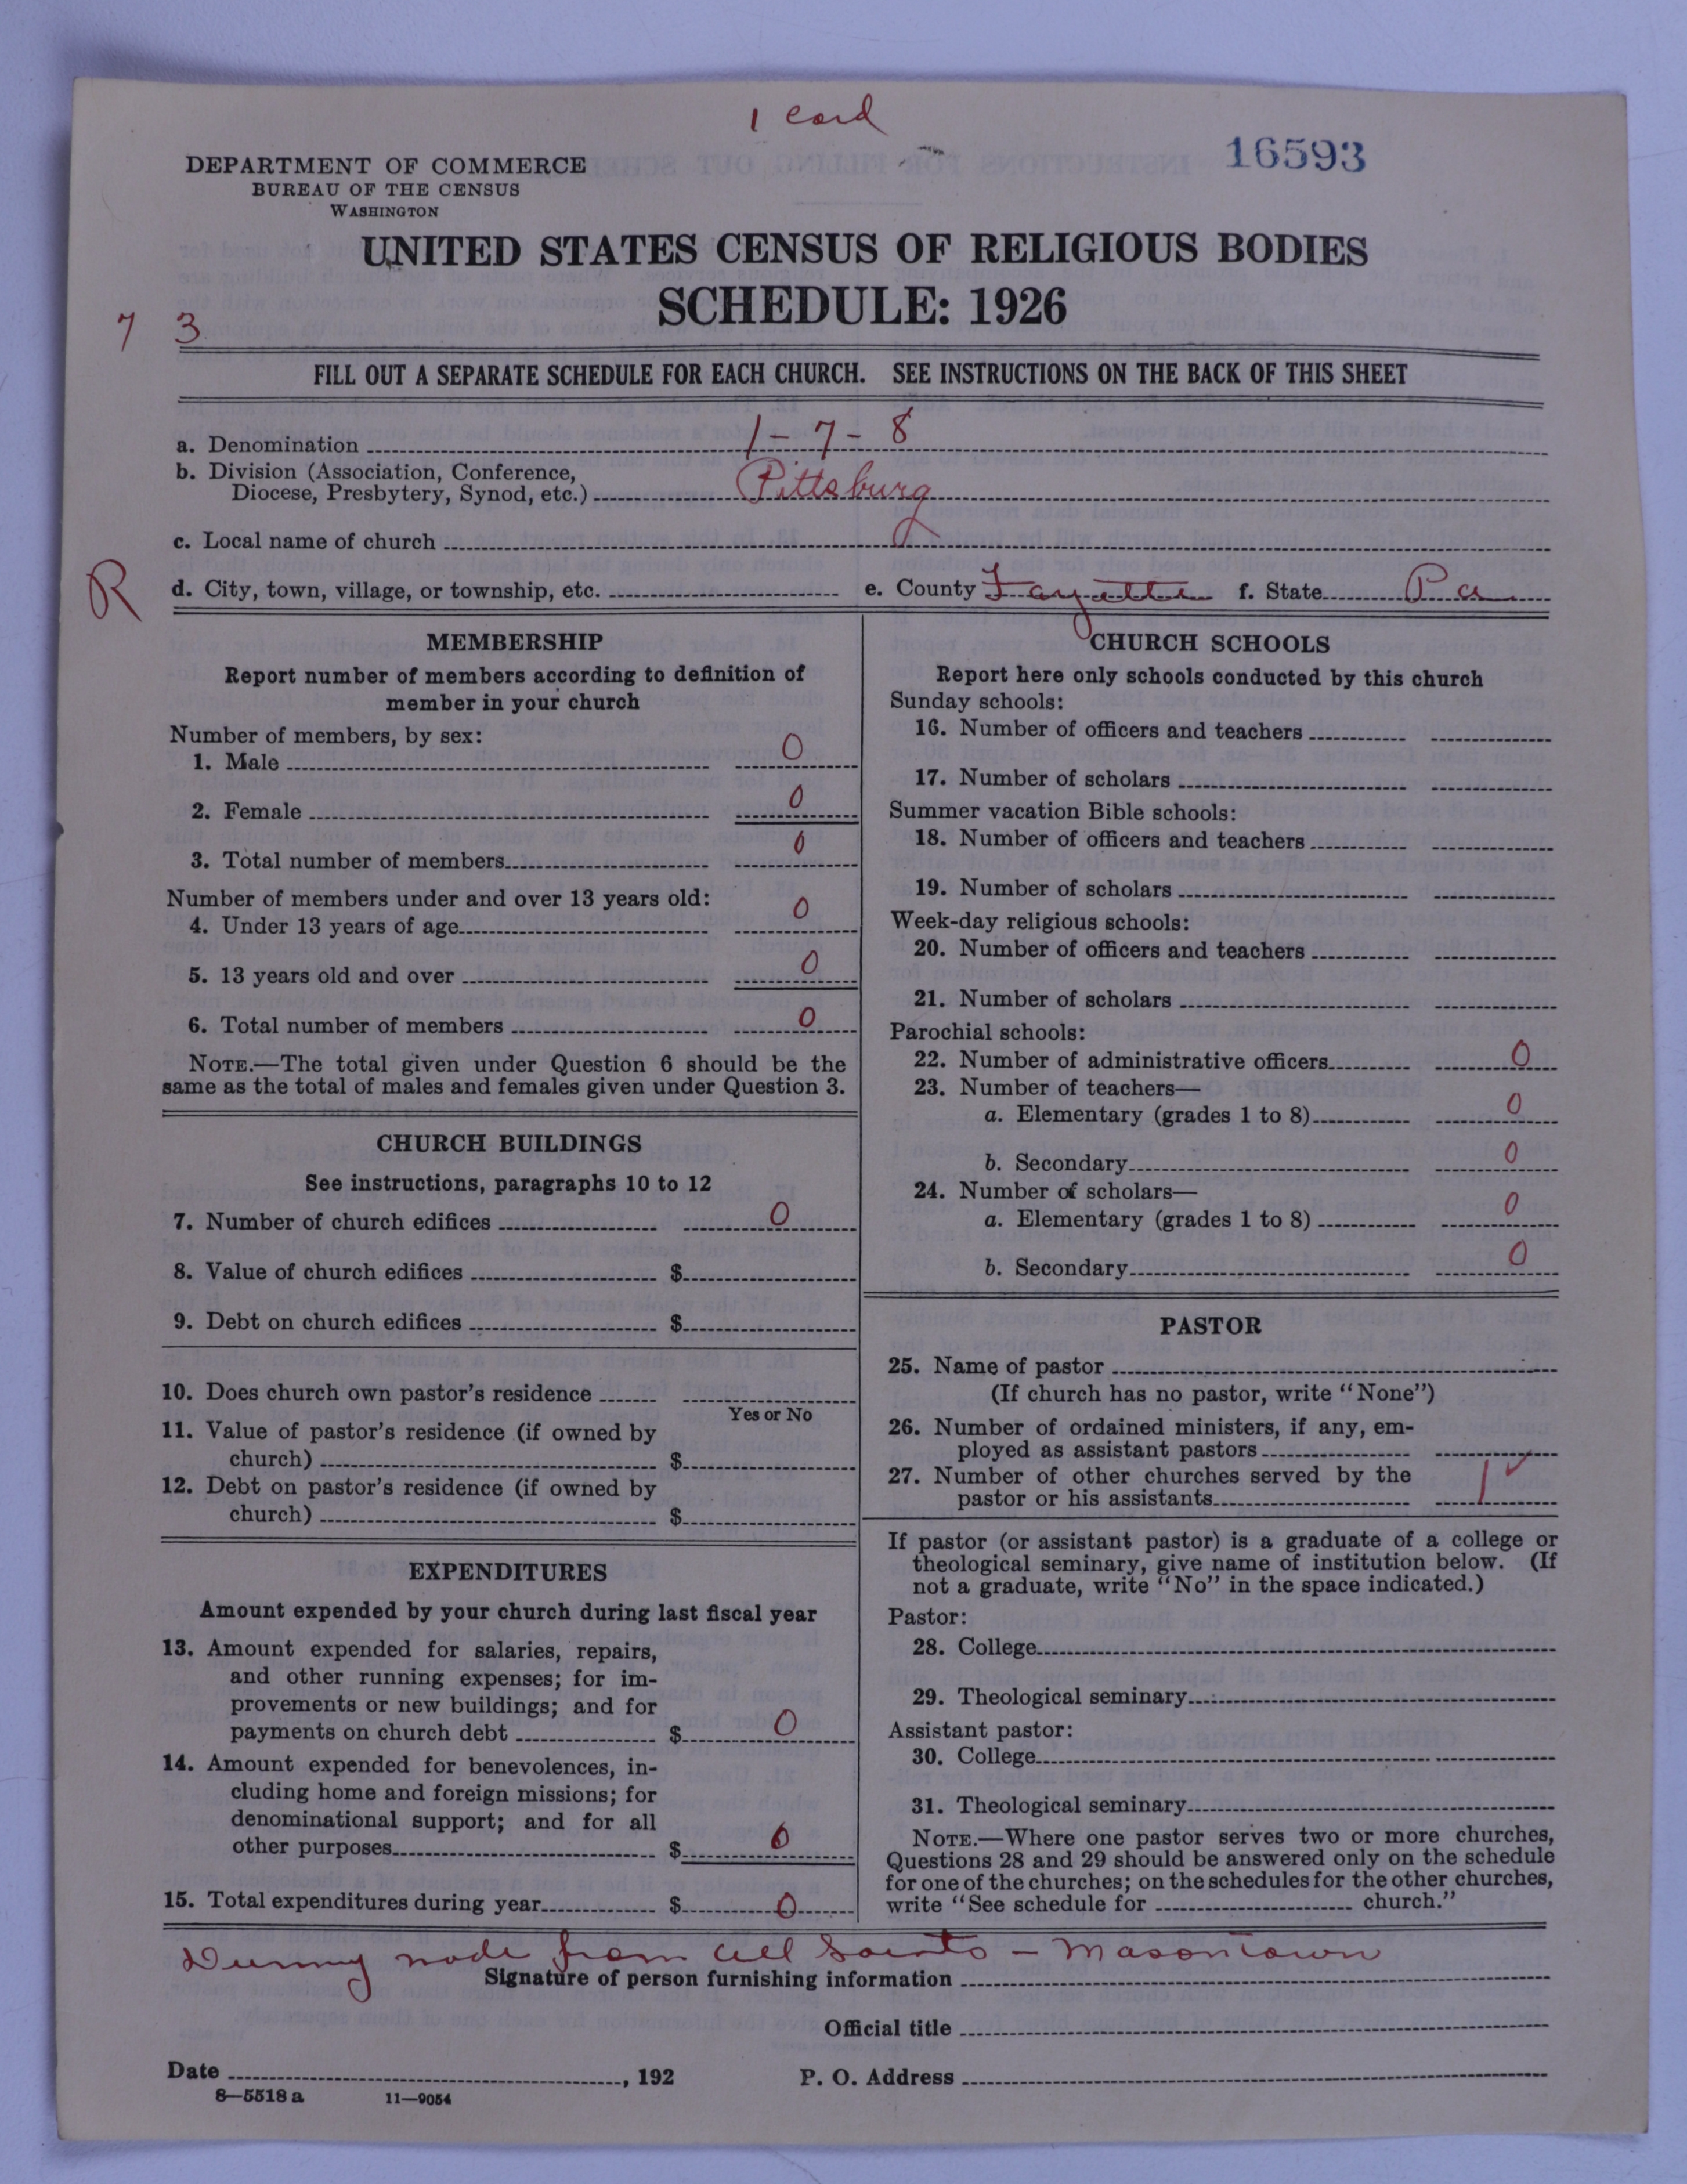 1 card
16593
DEPARTMENT OF COMMERCE
BUREAU OF THE CENSUS
WASHINGTON
UNITED STATES CENSUS OF RELIGIOUS BODIES
SCHEDULE: 1926
7 3
FILL OUT A SEPARATE SCHEDULE FOR EACH CHURCH. SEE INSTRUCTIONS ON THE BACK OF THIS SHEET
a. Denomination 1-7-8
b. Division (Association, Conference,
Diocese, Presbytery, Synod, etc.) Pittsburg
c. Local name of church
R
d. City, town, village, or township, etc. e. County Fayette f. State Pa
MEMBERSHIP
Report number of members according to definition of
member in your church
Number of members, by sex:
1. Male 0
2. Female 0
3. Total number of members 0
Number of members under and over 13 years old:
4. Under 13 years of age 0
5. 13 years old and over 0
6. Total number of members 0
NOTE.—The total given under Question 6 should be the
same as the total of males and females given under Question 3.
CHURCH BUILDINGS
See instructions, paragraphs 10 to 12
7. Number of church edifices 0
8. Value of church edifices $
9. Debt on church edifices $
10. Does church own pastor's residence
Yes or No
11. Value of pastor's residence (if owned by
church) $
12. Debt on pastor's residence (if owned by
church) $
EXPENDITURES
Amount expended by your church during last fiscal year
13. Amount expended for salaries, repairs,
and other running expenses; for im-
provements or new buildings; and for
payments on church debt $ 0
14. Amount expended for benevolences, in-
cluding home and foreign missions; for
denominational support; and for all
other purposes $ 0
15. Total expenditures during year $ 0
CHURCH SCHOOLS
Report here only schools conducted by this church
Sunday schools:
16. Number of officers and teachers
17. Number of scholars
Summer vacation Bible schools:
18. Number of officers and teachers
19. Number of scholars
Week-day religious schools:
20. Number of officers and teachers
21. Number of scholars
Parochial schools:
22. Number of administrative officers 0
23. Number of teachers—
a. Elementary (grades 1 to 8) 0
b. Secondary 0
24. Number of scholars—
a. Elementary (grades 1 to 8) 0
b. Secondary 0
PASTOR
25. Name of pastor
(If church has no pastor, write "None")
26. Number of ordained ministers, if any, em-
ployed as assistant pastors
27. Number of other churches served by the
pastor or his assistants 1 ✓
If pastor (or assistant pastor) is a graduate of a college or
theological seminary, give name of institution below. (If
not a graduate, write "No" in the space indicated.)
Pastor:
28. College
29. Theological seminary
Assistant pastor:
30. College
31. Theological seminary
NOTE.—Where one pastor serves two or more churches,
Questions 28 and 29 should be answered only on the schedule
for one of the churches; on the schedules for the other churches,
write "See schedule for church."
Dummy made from All Saints - Masontown
Signature of person furnishing information
Official title
Date , 192 P. O. Address
8—5518 a 11—9054